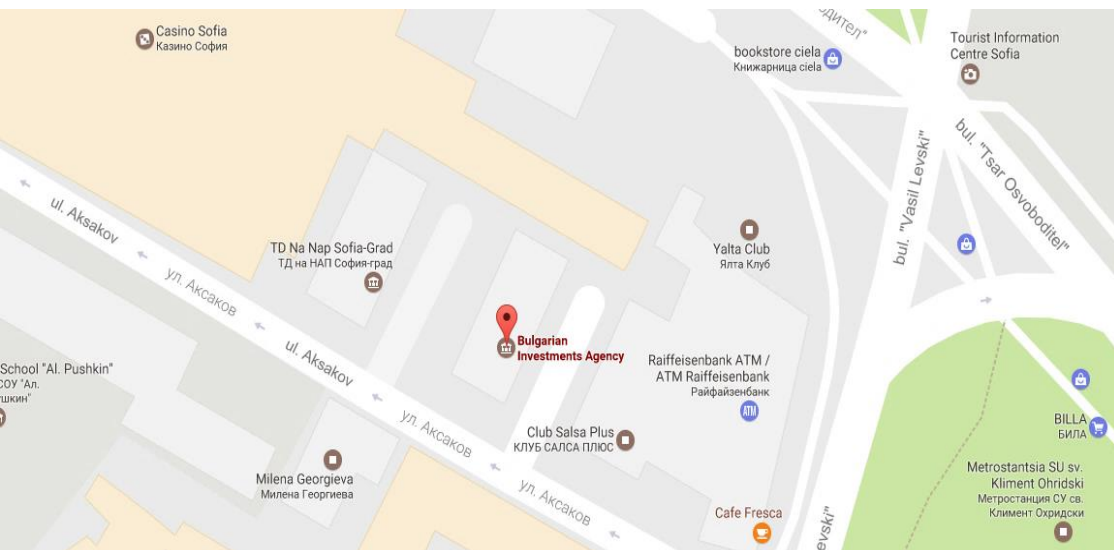 Casino Sofia
Казино София
одител"
bookstore ciela
Книжарница ciela
Tourist Information
Centre Sofia
bul. "Tsar Osvoboditel"
bul. "Vasil Levski"
ul. Aksakov
ул. Аксаков
TD Na Nap Sofia-Grad
ТД на НАП София-град
Yalta Club
Ялта Клуб
ul. Aksakov
Bulgarian
Investments Agency
Raiffeisenbank ATM /
ATM Raiffeisenbank
Райфайзенбанк
ATM
School "Al. Pushkin"
СОУ "Ал.
ушкин"
ул. Аксаков
Club Salsa Plus
КЛУБ САЛСА ПЛЮС
BILLA
БИЛА
Milena Georgieva
Милена Георгиева
ул. Аксаков
Metrostantsia SU sv.
Kliment Ohridski
Метростанция СУ св.
Климент Охридски
Cafe Fresca
evski"